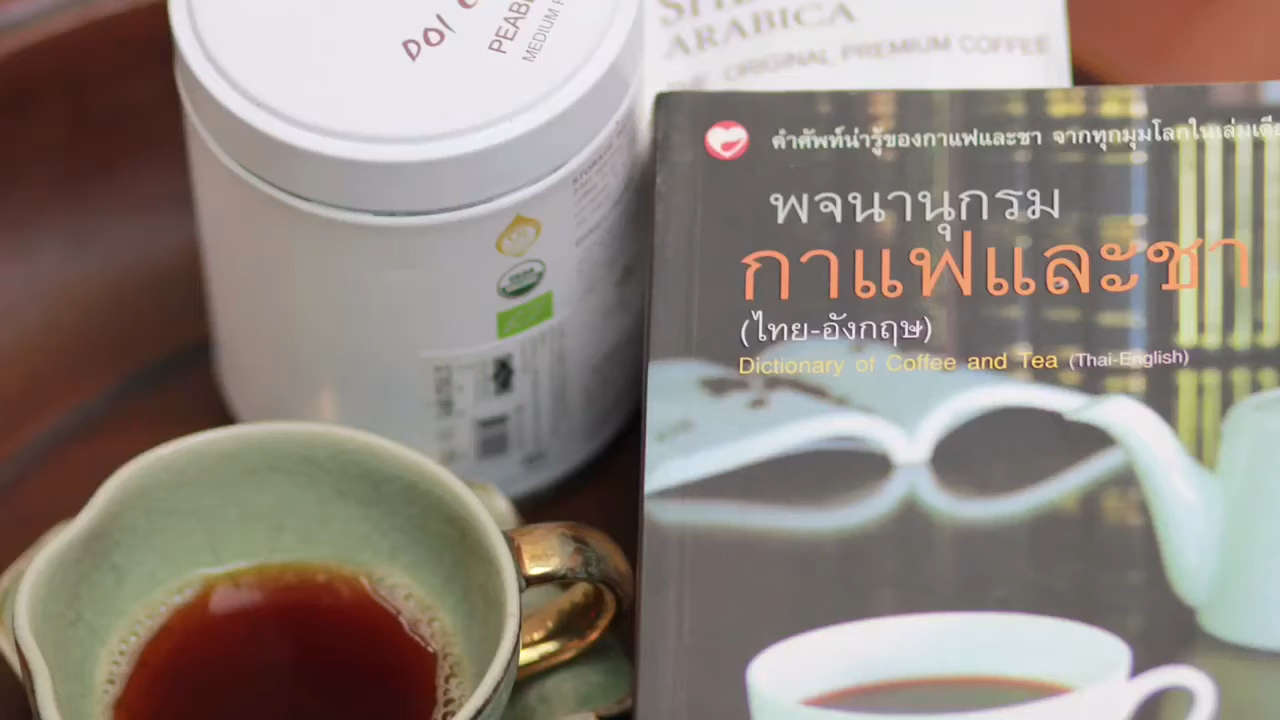 DOI
MEDIUM
ARABICA
ORIGINAL PREMIUM COFFEE
คำศัพท์น่ารู้ของกาแฟและชา จากทุกมุมโลกในเล่มเดีย
พจนานุกรม
กาแฟและชา
(ไทย-อังกฤษ)
Dictionary of Coffee and Tea (Thai-English)